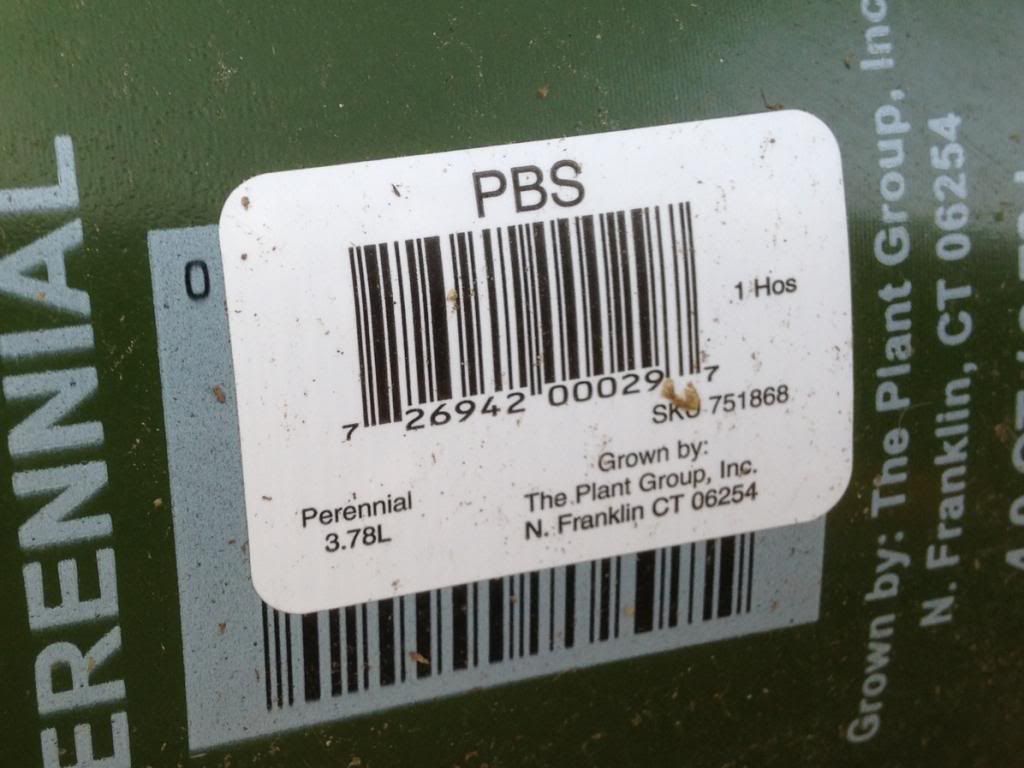 ERENNIAL
0
PBS
1 Hos
7 26942 00029 7
SKU 751868
Perennial
3.78L
Grown by:
The Plant Group, Inc.
N. Franklin CT 06254
Grown by: The Plant Group, Inc
N. Franklin, CT 06254